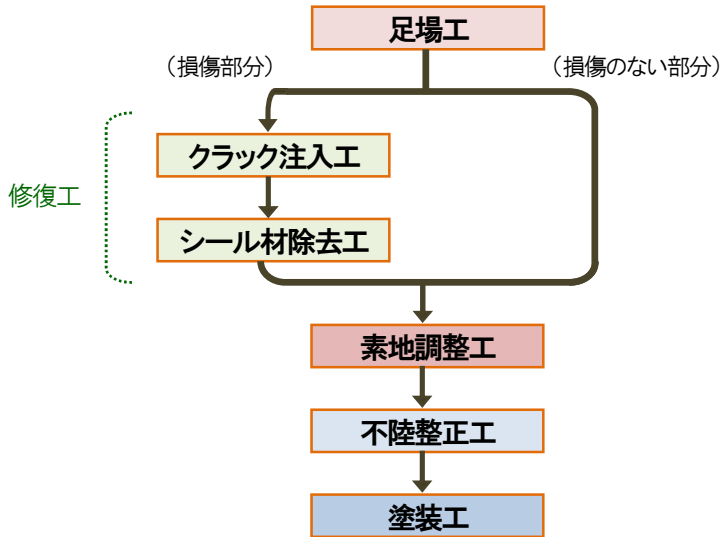 足場工
（損傷部分）
（損傷のない部分）
クラック注入工
修復工
シール材除去工
素地調整工
不陸整正工
塗装工